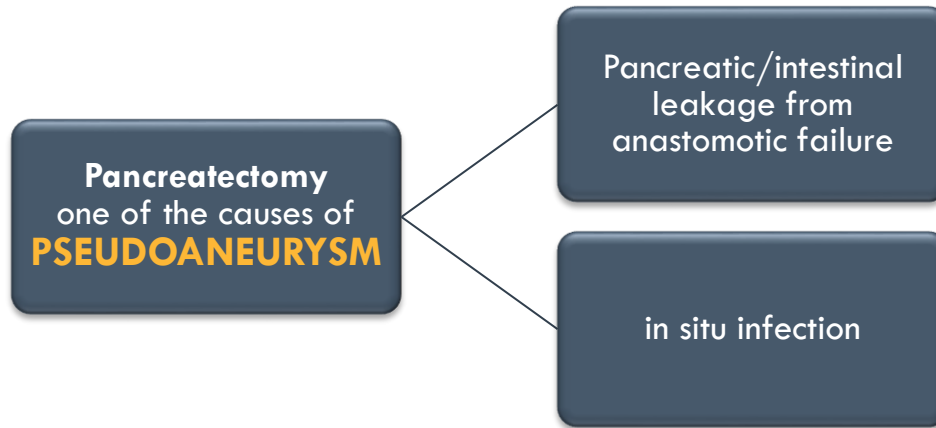 Pancreatectomy
one of the causes of
PSEUDOANEURYSM
Pancreatic/intestinal
leakage from
anastomotic failure
in situ infection